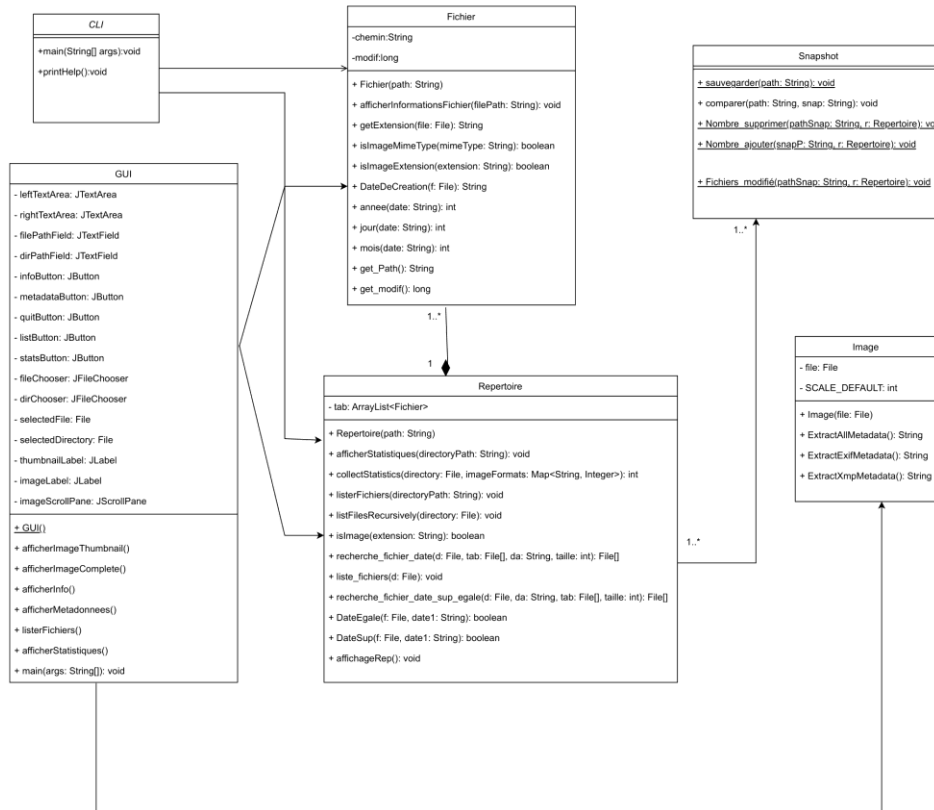 CLI
+main(String[] args):void
+printHelp():void
Fichier
-chemin:String
-modif:long
+ Fichier(path: String)
+ afficherInformationsFichier(filePath: String): void
+ getExtension(file: File): String
+ isImageMimeType(mimeType: String): boolean
+ isImageExtension(extension: String): boolean
+ DateDeCreation(f: File): String
+ annee(date: String): int
+ jour(date: String): int
+ mois(date: String): int
+ get_Path(): String
+ get_modif(): long
Snapshot
+ sauvegarder(path: String): void
+ comparer(path: String, snap: String): void
+ Nombre_supprimer(pathSnap: String, r: Repertoire): vo
+ Nombre_ajouter(snapP: String, r: Repertoire): void
+ Fichiers_modifié(pathSnap: String, r: Repertoire): void
GUI
- leftTextArea: JTextArea
- rightTextArea: JTextArea
- filePathField: JTextField
- dirPathField: JTextField
- infoButton: JButton
- metadataButton: JButton
- quitButton: JButton
- listButton: JButton
- statsButton: JButton
- fileChooser: JFileChooser
- dirChooser: JFileChooser
- selectedFile: File
- selectedDirectory: File
- thumbnailLabel: JLabel
- imageLabel: JLabel
- imageScrollPane: JScrollPane
+ GUI()
+ afficherImageThumbnail()
+ afficherImageComplete()
+ afficherInfo()
+ afficherMetadonnees()
+ listerFichiers()
+ afficherStatistiques()
+ main(args: String[]): void
1..*
1
1..*
1..*
Repertoire
- tab: ArrayList<Fichier>
+ Repertoire(path: String)
+ afficherStatistiques(directoryPath: String): void
+ collectStatistics(directory: File, imageFormats: Map<String, Integer>): int
+ listerFichiers(directoryPath: String): void
+ listFilesRecursively(directory: File): void
+ isImage(extension: String): boolean
+ recherche_fichier_date(d: File, tab: File[], da: String, taille: int): File[]
+ liste_fichiers(d: File): void
+ recherche_fichier_date_sup_egale(d: File, da: String, tab: File[], taille: int): File[]
+ DateEgale(f: File, date1: String): boolean
+ DateSup(f: File, date1: String): boolean
+ affichageRep(): void
Image
- file: File
- SCALE_DEFAULT: int
+ Image(file: File)
+ ExtractAllMetadata(): String
+ ExtractExifMetadata(): String
+ ExtractXmpMetadata(): String